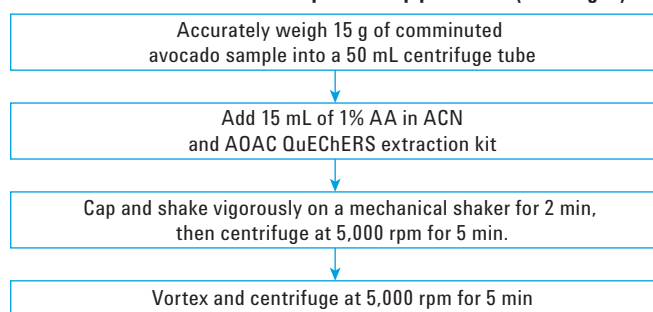 Accurately weigh 15 g of comminuted
avocado sample into a 50 mL centrifuge tube
Add 15 mL of 1% AA in ACN
and AOAC QuEChERS extraction kit
Cap and shake vigorously on a mechanical shaker for 2 min,
then centrifuge at 5,000 rpm for 5 min.
Vortex and centrifuge at 5,000 rpm for 5 min